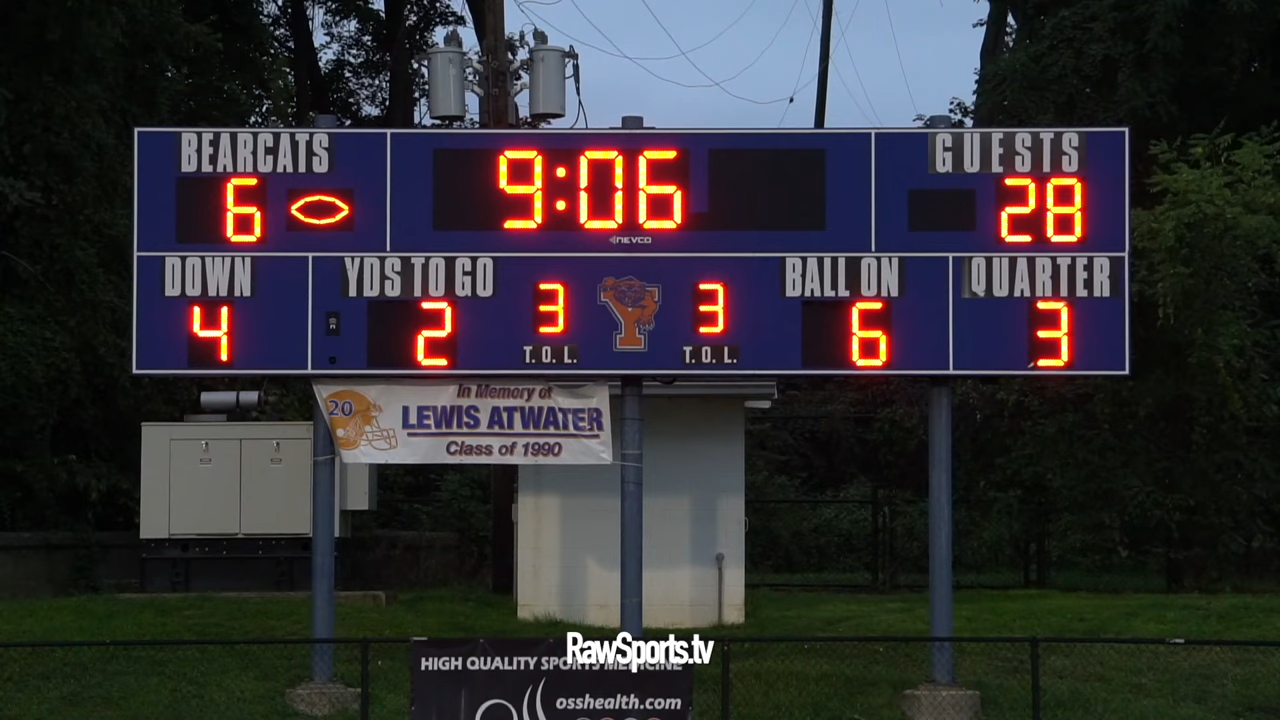 BEARCATS
6
9:06
NEVCO
GUESTS
28
DOWN
4
YDS TO GO
2
3
T. O. L.
Y
3
T. O. L.
BALL ON
6
QUARTER
3
20
In Memory of
LEWIS ATWATER
Class of 1990
RawSports.tv
HIGH QUALITY SPORTS MEDICINE
osshealth.com